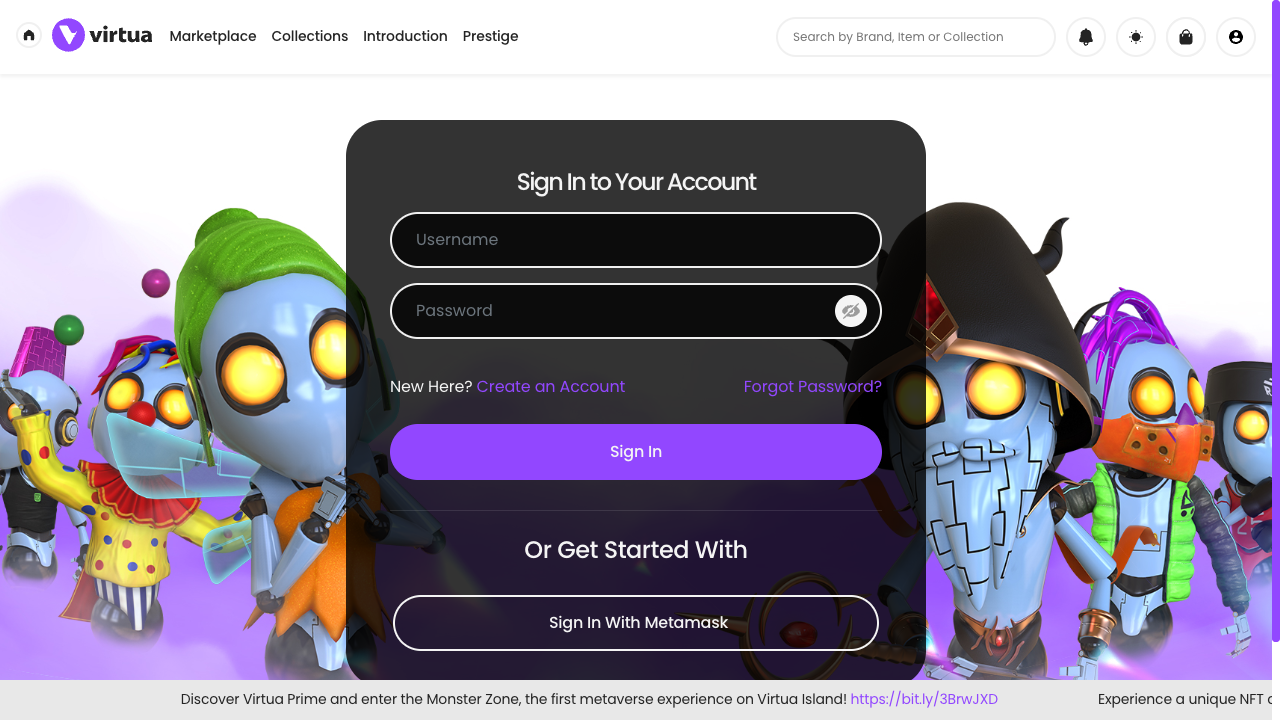 virtua Marketplace Collections Introduction Prestige Search by Brand, Item or Collection
Sign In to Your Account
Username
Password
New Here? Create an Account Forgot Password?
Sign In
Or Get Started With
Sign In With Metamask
Discover Virtua Prime and enter the Monster Zone, the first metaverse experience on Virtua Island! https://bit.ly/3BrwJXD Experience a unique NFT